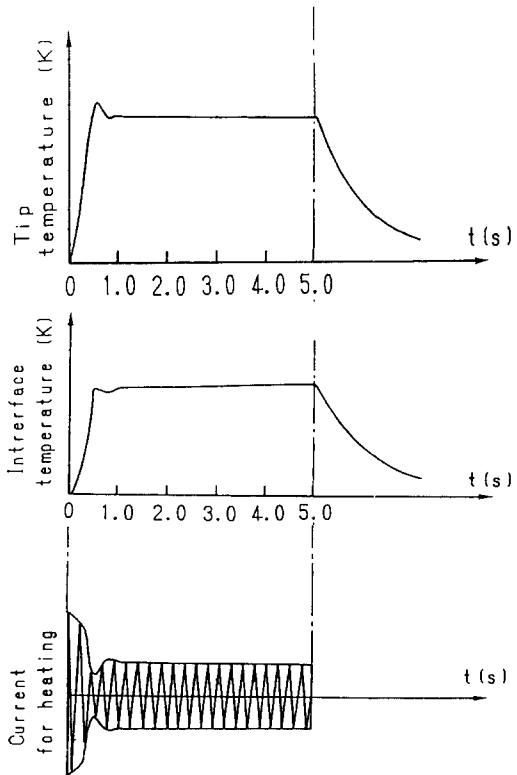 Tip
temperature (K)
t(s)
0 1.0 2.0 3.0 4.0 5.0
Intrerface
temperature (K)
t(s)
0 1.0 2.0 3.0 4.0 5.0
Current
for heating
t(s)